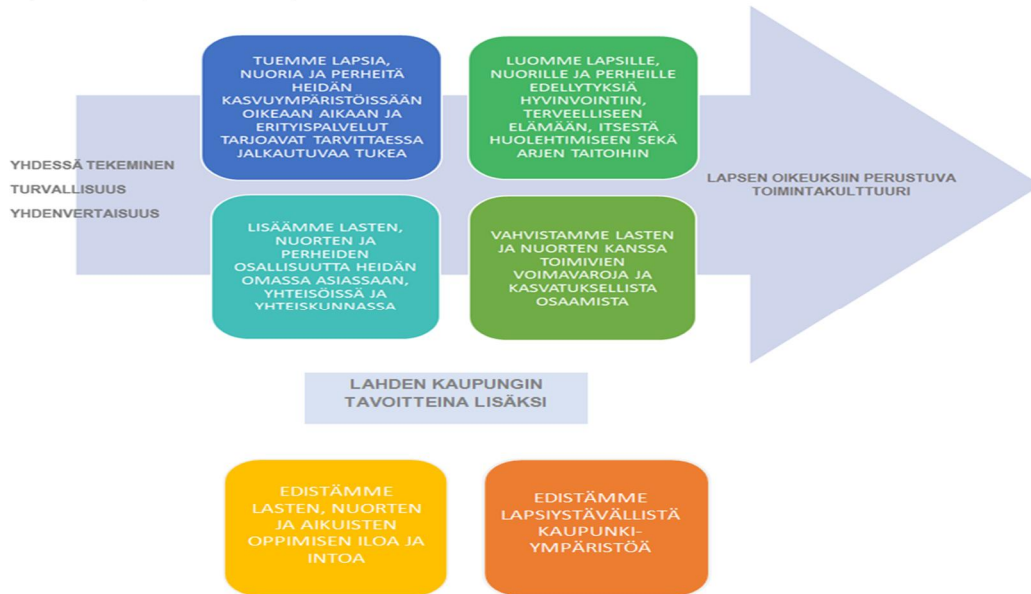 YHDESSÄ TEKEMINEN
TURVALLISUUS
YHDENVERTAISUUS
TUEMME LAPSIA,
NUORIA JA PERHEITÄ
HEIDÄN
KASVUYMPÄRISTÖISSÄÄN
OIKEAAN AIKAAN JA
ERITYISPALVELUT
TARJOAVAT TARVITTAESSA
JALKAUTUVAA TUKEA
LUOMME LAPSILLE,
NUORILLE JA PERHEILLE
EDELLYTYKSIÄ
HYVINVOINTIIN,
TERVEELLISEEN
ELÄMÄÄN, ITSESTÄ
HUOLEHTIMISEEN SEKÄ
ARJEN TAITOIHIN
LISÄÄMME LASTEN,
NUORTEN JA
PERHEIDEN
OSALLISUUTTA HEIDÄN
OMASSA ASIASSAAN,
YHTEISÖISSÄ JA
YHTEISKUNNASSA
VAHVISTAMME LASTEN
JA NUORTEN KANSSA
TOIMIVIEN
VOIMAVAROJA JA
KASVATUKSELLISTA
OSAAMISTA
LAPSEN OIKEUKSIIN PERUSTUVA
TOIMINTAKULTTUURI
LAHDEN KAUPUNGIN
TAVOITTEINA LISÄKSI
EDISTÄMME
LASTEN, NUORTEN
JA AIKUISTEN
OPPIMISEN ILOA JA
INTOA
EDISTÄMME
LAPSIYSTÄVÄLLISTÄ
KAUPUNKI-
YMPÄRISTÖÄ